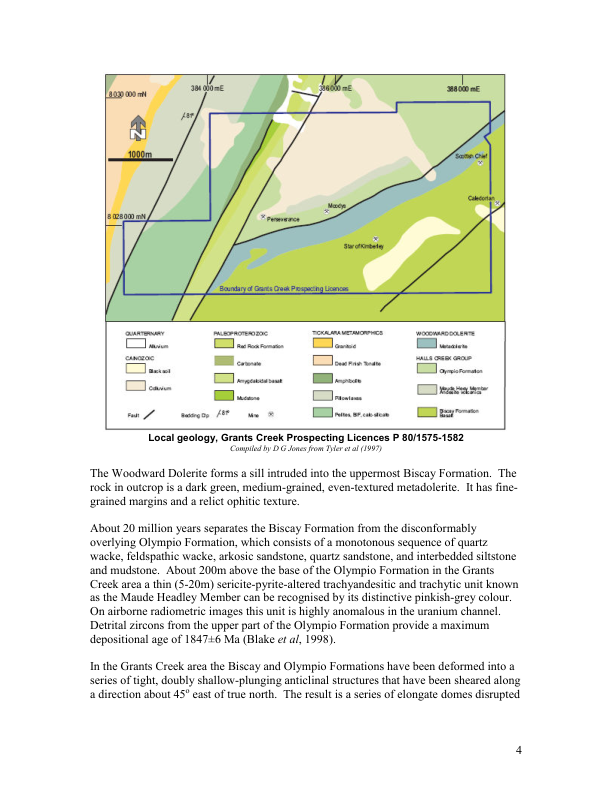 384 000 mE 386 000 mE 388 000 mE
8 030 000 mN
N
1000m
Scottish Chief
Caledonian
8 028 000 mN
Moodys
Perseverance
Star of Kimberley
Boundary of Grants Creek Prospecting Licences
QUARTERNARY PALEOPROTEROZOIC TICKALARA METAMORPHICS WOODWARD DOLERITE
Alluvium Red Rock Formation Granitoid Metadolerite
CAINOZOIC Carbonate Dead Finish Tonalite HALLS CREEK GROUP
Black soil Amygdaloidal basalt Amphibolite Olympio Formation
Colluvium Mudstone Pillow lavas Andesite volcanics
Pelites, BIF, calc-silicate Biscay Formation
Basalt
Fault Bedding Dip Mine
Local geology, Grants Creek Prospecting Licences P 80/1575-1582
Compiled by D G Jones from Tyler et al (1997)
The Woodward Dolerite forms a sill intruded into the uppermost Biscay Formation. The
rock in outcrop is a dark green, medium-grained, even-textured metadolerite. It has fine-
grained margins and a relict ophitic texture.
About 20 million years separates the Biscay Formation from the disconformably
overlying Olympio Formation, which consists of a monotonous sequence of quartz
wacke, feldspathic wacke, arkosic sandstone, quartz sandstone, and interbedded siltstone
and mudstone. About 200m above the base of the Olympio Formation in the Grants
Creek area a thin (5-20m) sericite-pyrite-altered trachyandesitic and trachytic unit known
as the Maude Headley Member can be recognised by its distinctive pinkish-grey colour.
On airborne radiometric images this unit is highly anomalous in the uranium channel.
Detrital zircons from the upper part of the Olympio Formation provide a maximum
depositional age of 1847±6 Ma (Blake et al, 1998).
In the Grants Creek area the Biscay and Olympio Formations have been deformed into a
series of tight, doubly shallow-plunging anticlinal structures that have been sheared along
a direction about 45º east of true north. The result is a series of elongate domes disrupted
4